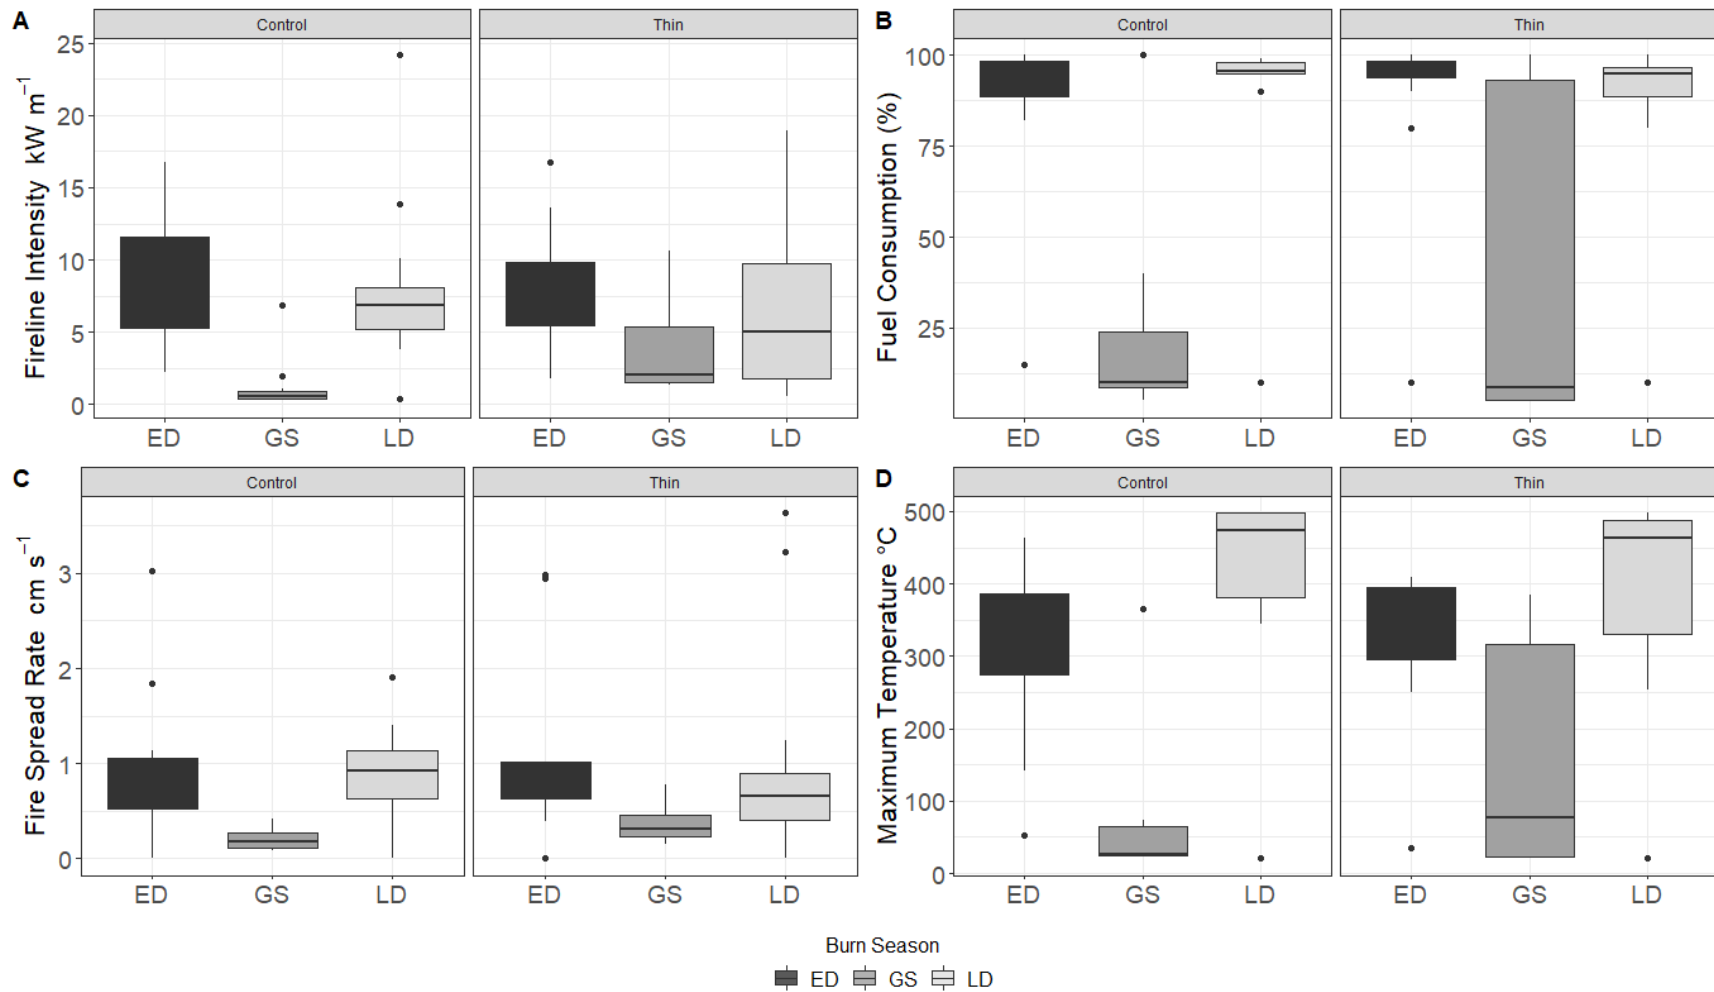 A
Control
Thin
Fireline Intensity kW m⁻¹
25
20
15
10
5
0
ED GS LD
ED GS LD
B
Control
Thin
Fuel Consumption (%)
100
75
50
25
ED GS LD
ED GS LD
C
Control
Thin
Fire Spread Rate cm s⁻¹
3
2
1
0
ED GS LD
ED GS LD
D
Control
Thin
Maximum Temperature °C
500
400
300
200
100
0
ED GS LD
ED GS LD
Burn Season
ED GS LD